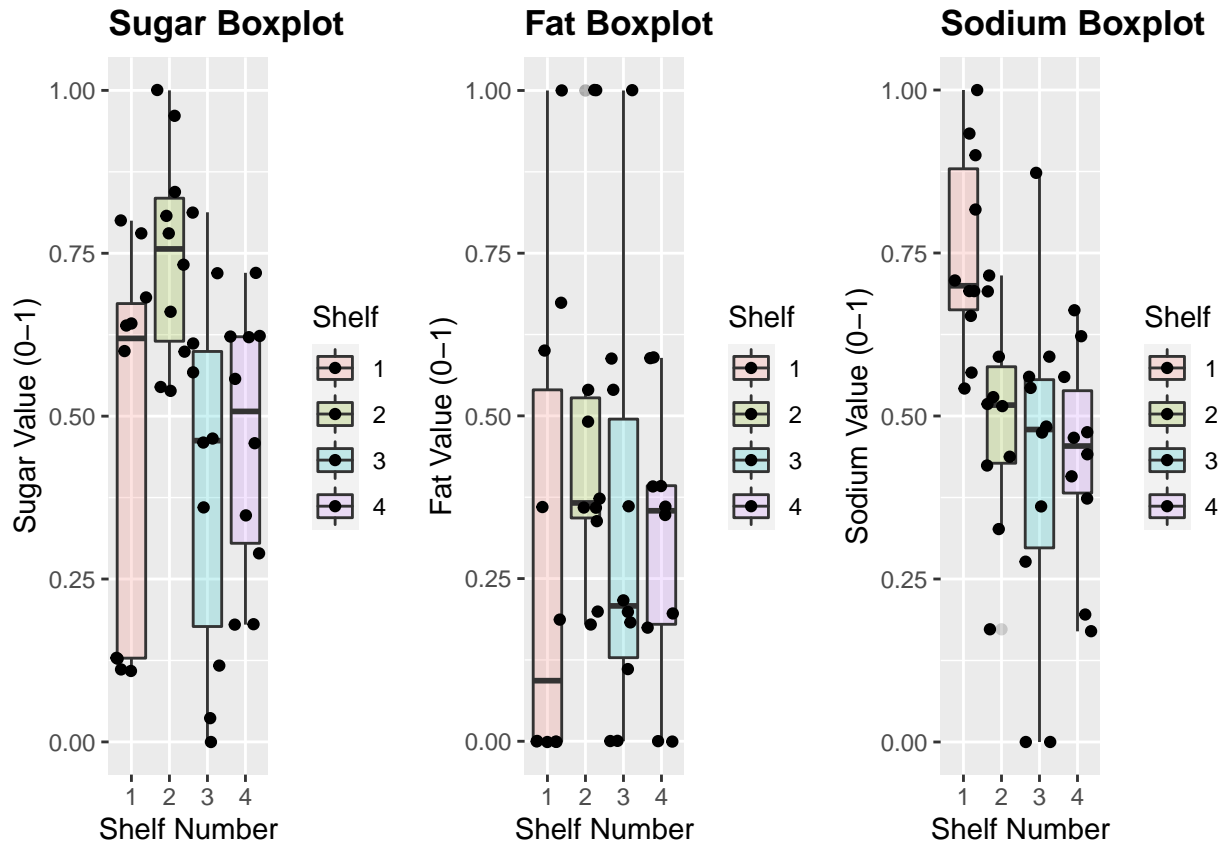 Sugar Boxplot
1.00
0.75
0.50
0.25
0.00
Sugar Value (0−1)
1 2 3 4
Shelf Number
Shelf
1
2
3
4
Fat Boxplot
1.00
0.75
0.50
0.25
0.00
Fat Value (0−1)
1 2 3 4
Shelf Number
Shelf
1
2
3
4
Sodium Boxplot
1.00
0.75
0.50
0.25
0.00
Sodium Value (0−1)
1 2 3 4
Shelf Number
Shelf
1
2
3
4